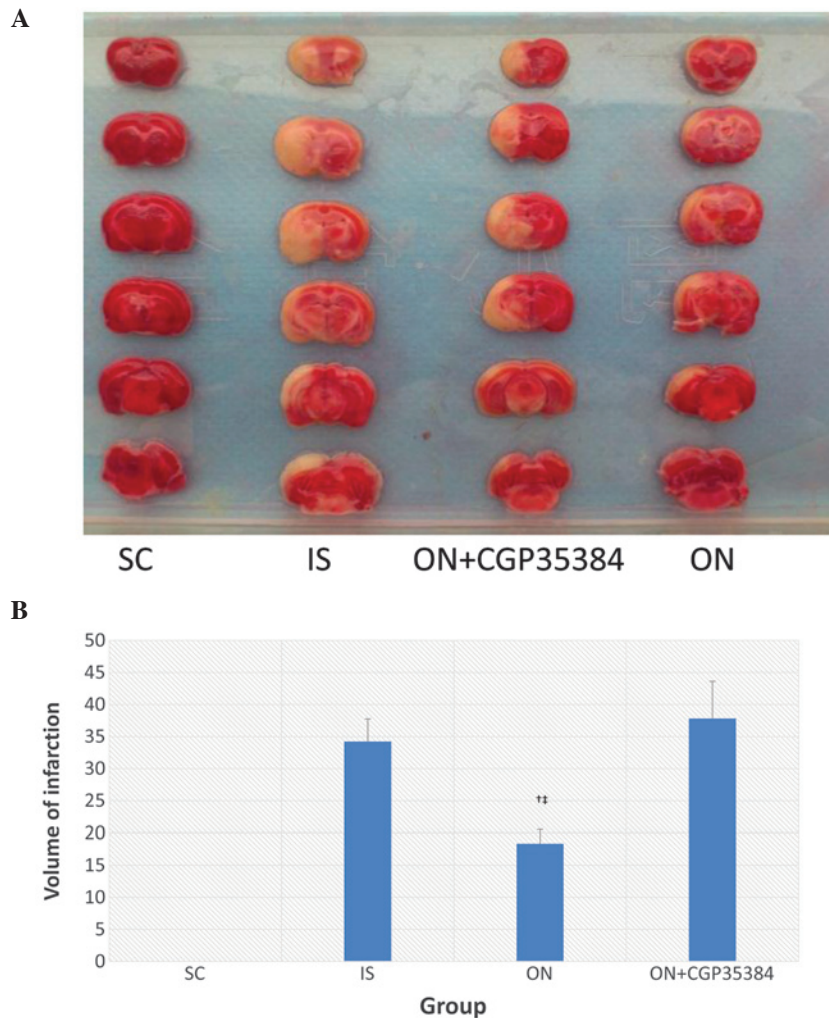 A
SC IS ON+CGP35384 ON
B
50
45
40
35
30
25
20
15
10
5
0
Volume of infarction
†‡
SC IS ON ON+CGP35384
Group